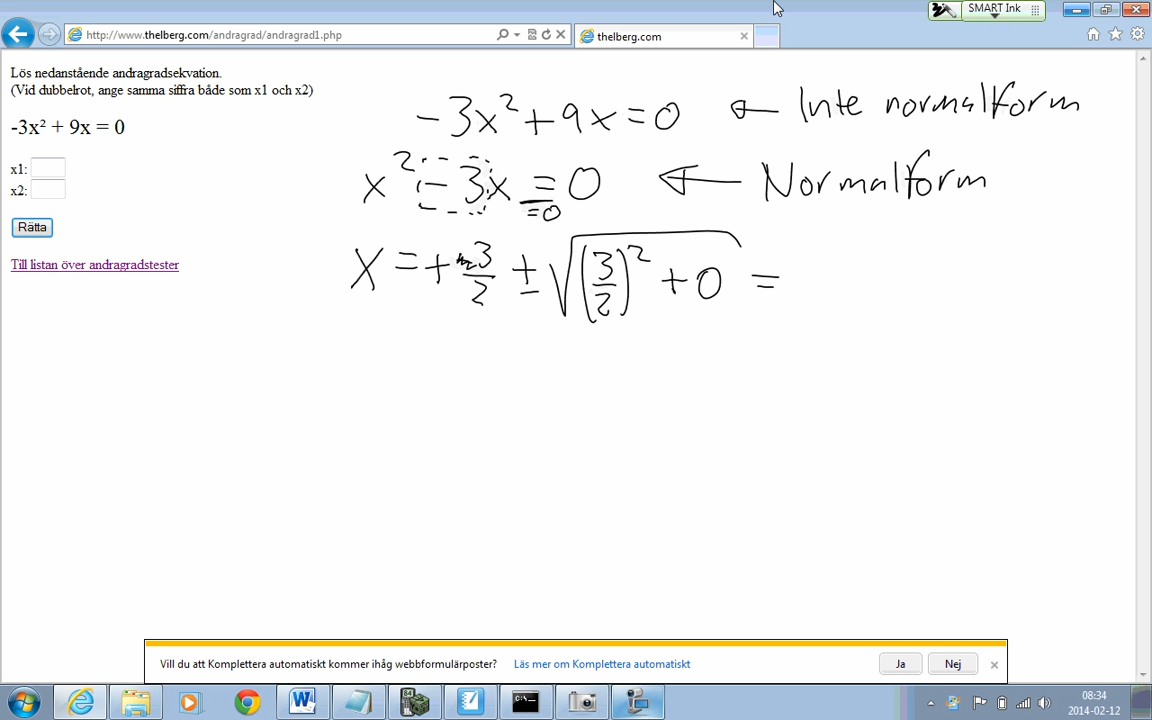 SMART Ink
http://www.thelberg.com/andragrad/andragrad1.php
thelberg.com
Lös nedanstående andragradsekvation.
(Vid dubbelrot, ange samma siffra både som x1 och x2)
-3x² + 9x = 0
x1:
x2:
Rätta
Till listan över andragradstester
-3x² + 9x = 0 ← Inte normalform
x² - 3x = 0 ← Normalform
=0
X = + 3/2 ± √((3/2)² + 0) =
Vill du att Komplettera automatiskt kommer ihåg webbformulärposter? Läs mer om Komplettera automatiskt Ja Nej
08:34
2014-02-12